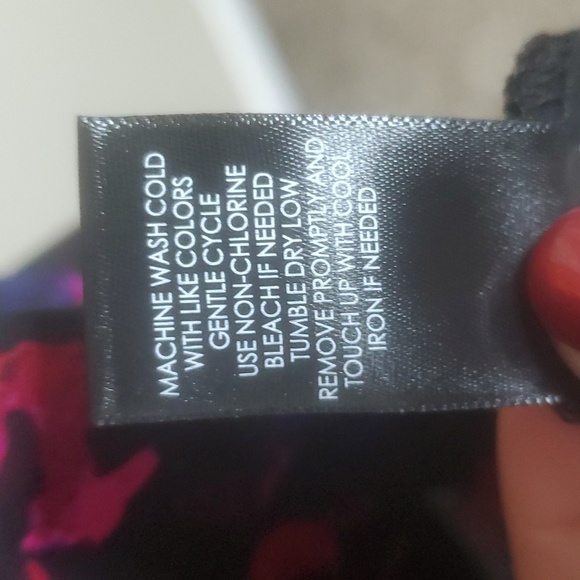 MACHINE WASH COLD
WITH LIKE COLORS
GENTLE CYCLE
USE NON-CHLORINE
BLEACH IF NEEDED
TUMBLE DRY LOW
REMOVE PROMPTLY AND
TOUCH UP WITH COOL
IRON IF NEEDED